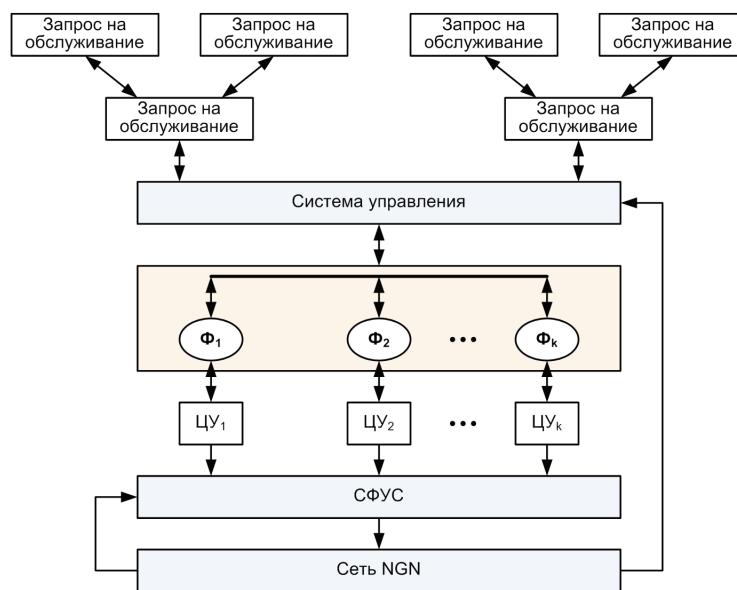 Запрос на
обслуживание
Запрос на
обслуживание
Запрос на
обслуживание
Запрос на
обслуживание
Запрос на
обслуживание
Запрос на
обслуживание
Система управления
Ф₁ Ф₂ ••• Фₖ
ЦУ₁ ЦУ₂ ••• ЦУₖ
СФУС
Сеть NGN